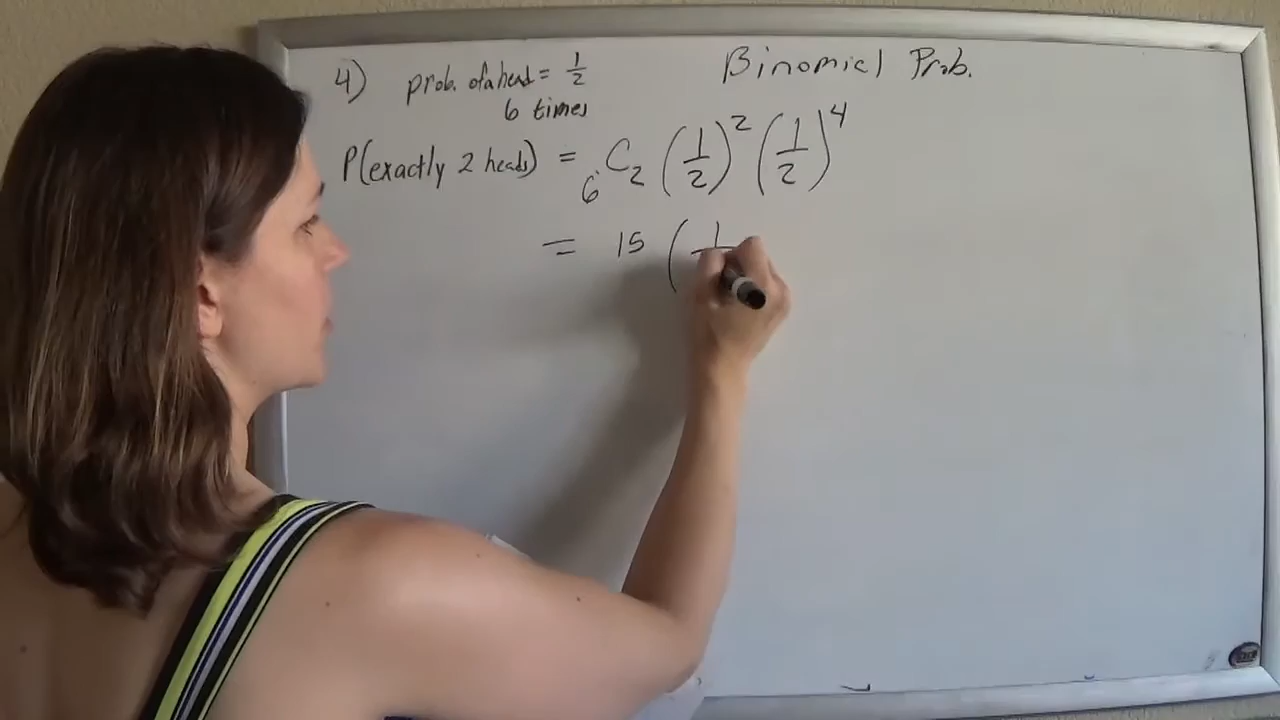 Binomial Prob.
4) prob. of a head = 1/2
6 times
P(exactly 2 heads) = ₆C₂ (1/2)² (1/2)⁴
= 15 (1